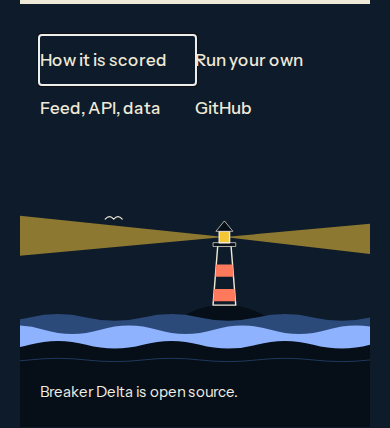 How it is scored
Run your own
Feed, API, data
GitHub
Breaker Delta is open source.